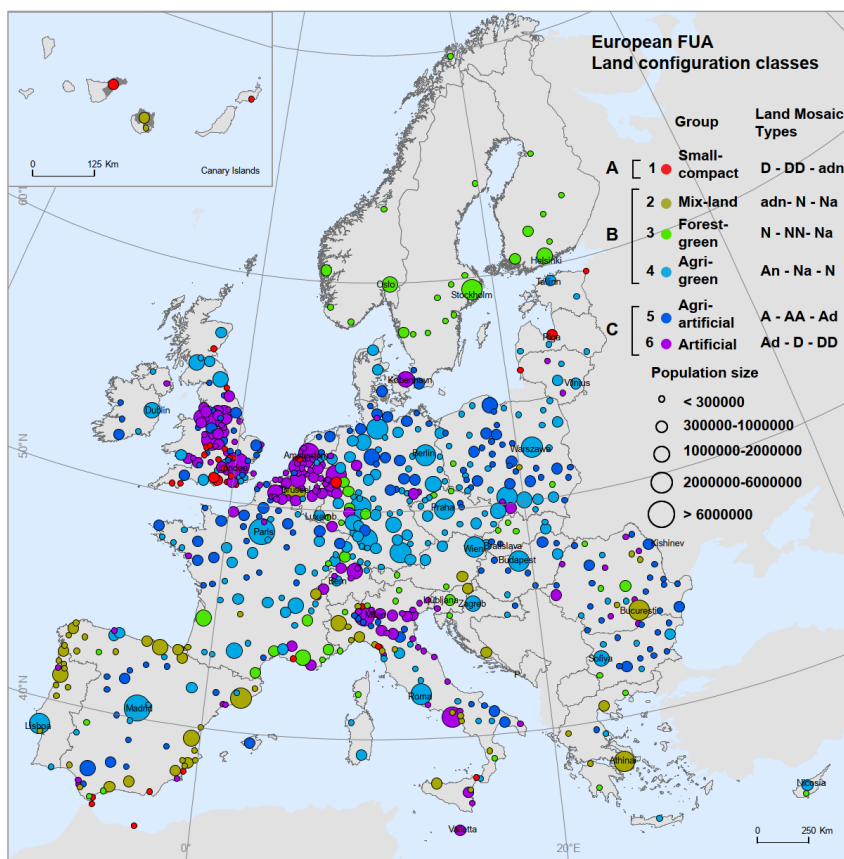 European FUA
Land configuration classes
Group
Land Mosaic
Types
A
1
Small-
compact
D - DD - adn
2
Mix-land
adn- N - Na
B
3
Forest-
green
N - NN- Na
4
Agri-
green
An - Na - N
C
5
Agri-
artificial
A - AA - Ad
6
Artificial
Ad - D - DD
Population size
< 300000
300000-1000000
1000000-2000000
2000000-6000000
> 6000000
0
125 Km
Canary Islands
60°
50°N
40°N
0°
20°E
0
250 Km
Oslo
Stockholm
Helsinki
Tallinn
Riga
Vilnius
København
Dublin
London
Amsterdam
Berlin
Warszawa
Luxemb
Praha
Paris
Wien
Bratislava
Budapest
Kishinev
Bern
Ljubljana
Zagreb
Milan
Bucuresti
Sofiya
P
Roma
Madrid
Lisboa
Athina
Nicosia
Valletta